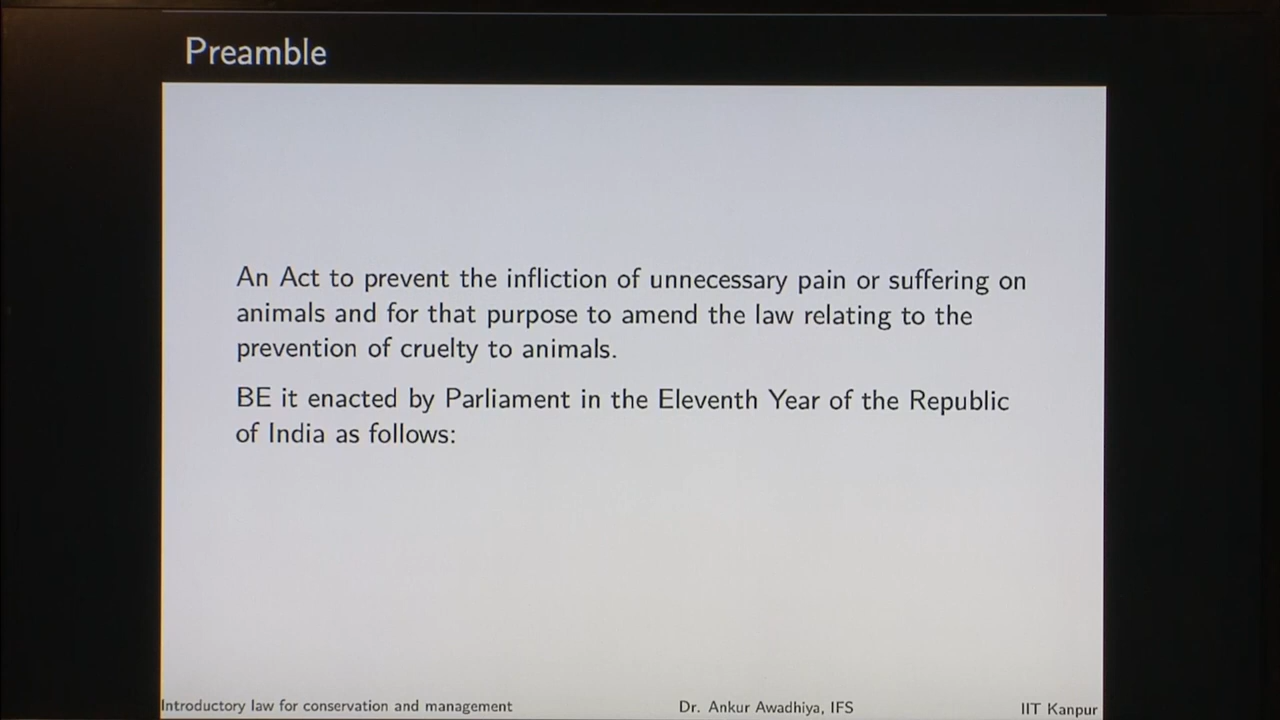 Preamble
An Act to prevent the infliction of unnecessary pain or suffering on
animals and for that purpose to amend the law relating to the
prevention of cruelty to animals.
BE it enacted by Parliament in the Eleventh Year of the Republic
of India as follows:
Introductory law for conservation and management
Dr. Ankur Awadhiya, IFS
IIT Kanpur